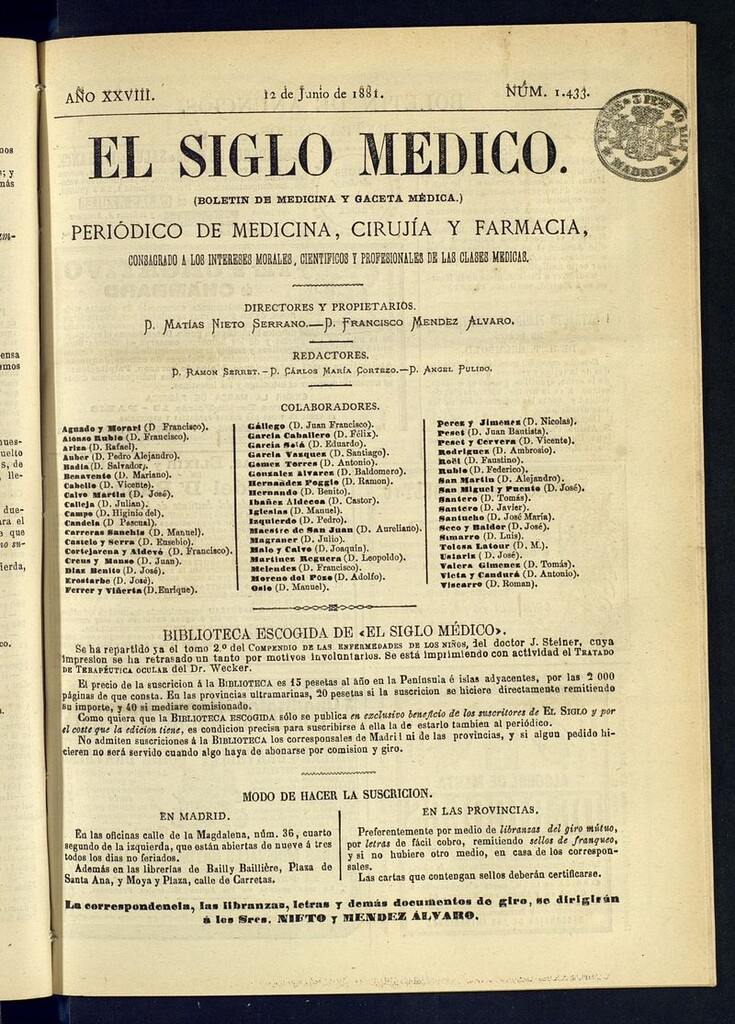 AÑO XXVIII. 12 de Junio de 1881. NÚM. 1.433.
EL SIGLO MEDICO.
(BOLETIN DE MEDICINA Y GACETA MÉDICA.)
PERIÓDICO DE MEDICINA, CIRUJÍA Y FARMACIA,
CONSAGRADO A LOS INTERESES MORALES, CIENTIFICOS Y PROFESIONALES DE LAS CLASES MEDICAS.
DIRECTORES Y PROPIETARIOS.
D. MATÍAS NIETO SERRANO.—D. FRANCISCO MENDEZ ALVARO.
REDACTORES.
D. RAMON SERRET.—D. CÁRLOS MARÍA CORTEZO.—D. ANGEL PULIDO.
COLABORADORES.
Aguado y Morari (D Francisco).
Alonso Rubio (D. Francisco).
Ariza (D. Rafael).
Auber (D. Pedro Alejandro).
Badía (D. Salvador).
Benavente (D. Mariano).
Cabello (D. Vicente).
Calvo Martin (D. José).
Calleja (D. Julian).
Campo (D. Higinio del).
Candela (D Pascual).
Carreras Sanchis (D. Manuel).
Castelo y Serra (D. Eusebio).
Cortejarena y Aldevó (D. Francisco).
Creus y Manso (D. Juan).
Diaz Benito (D. José).
Erostarbe (D. José).
Ferrer y Viñerta (D. Enrique).
Gállego (D. Juan Francisco).
García Caballero (D. Félix).
García Solá (D. Eduardo).
García Vazquez (D. Santiago).
Gomez Torres (D. Antonio).
Gonzalez Alvarez (D. Baldomero).
Hernandez Poggio (D. Ramon).
Hernando (D. Benito).
Ibañez Aldecoa (D. Castor).
Iglesias (D. Manuel).
Izquierdo (D. Pedro).
Maestre de San Juan (D. Aureliano).
Magraner (D. Julio).
Malo y Calvo (D. Joaquin).
Martinez Reguera (D. Leopoldo).
Melendez (D. Francisco).
Moreno del Pozo (D. Adolfo).
Osío (D. Manuel).
Perez y Jimenez (D. Nicolas).
Peset (D. Juan Bautista).
Peset y Cervera (D. Vicente).
Rodriguez (D. Ambrosio).
Roël (D. Faustino).
Rubio (D. Federico).
San Martin (D. Alejandro).
San Miguel y Puente (D. José).
Santero (D. Tomás).
Santero (D. Javier).
Santucho (D. José María).
Seco y Baldor (D. José).
Simarro (D. Luis).
Tolosa Latour (D. M.).
Ustariz (D. José).
Valera Gimenez (D. Tomás).
Vieta y Candurá (D. Antonio).
Viscarro (D. Roman).
BIBLIOTECA ESCOGIDA DE «EL SIGLO MÉDICO».
Se ha repartido ya el tomo 2.º del COMPENDIO DE LAS ENFERMEDADES DE LOS NIÑOS, del doctor J. Steiner, cuya
impresion se ha retrasado un tanto por motivos involuntarios. Se está imprimiendo con actividad el TRATADO
DE TERAPÉUTICA OCULAR del Dr. Wecker.
El precio de la suscricion á la BIBLIOTECA es 15 pesetas al año en la Península é islas adyacentes, por las 2 000
páginas de que consta. En las provincias ultramarinas, 20 pesetas si la suscricion se hiciere directamente remitiendo
su importe, y 40 si mediare comisionado.
Como quiera que la BIBLIOTECA ESCOGIDA sólo se publica en exclusivo beneficio de los suscritores de EL SIGLO y por
el coste que la edicion tiene, es condicion precisa para suscribirse á ella la de estarlo tambien al periódico.
No admiten suscriciones á la BIBLIOTECA los corresponsales de Madrid ni de las provincias, y si algun pedido hi-
cieren no será servido cuando algo haya de abonarse por comision y giro.
MODO DE HACER LA SUSCRICION.
EN MADRID.
En las oficinas calle de la Magdalena, núm. 36, cuarto
segundo de la izquierda, que están abiertas de nueve á tres
todos los dias no feriados.
Además en las librerías de Bailly Baillière, Plaza de
Santa Ana, y Moya y Plaza, calle de Carretas.
EN LAS PROVINCIAS.
Preferentemente por medio de libranzas del giro mútuo,
por letras de fácil cobro, remitiendo sellos de franqueo,
y si no hubiere otro medio, en casa de los correspon-
sales.
Las cartas que contengan sellos deberán certificarse.
La correspondencia, las libranzas, letras y demás documentos de giro, se dirigirán
á los Sres. NIETO y MENDEZ ÁLVARO.